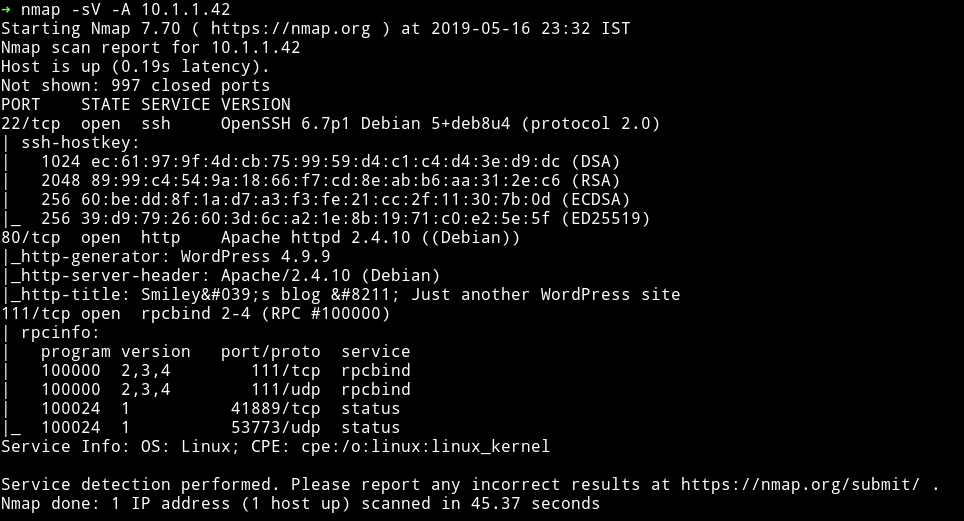 ➜ nmap -sV -A 10.1.1.42
Starting Nmap 7.70 ( https://nmap.org ) at 2019-05-16 23:32 IST
Nmap scan report for 10.1.1.42
Host is up (0.19s latency).
Not shown: 997 closed ports
PORT    STATE SERVICE VERSION
22/tcp  open  ssh     OpenSSH 6.7p1 Debian 5+deb8u4 (protocol 2.0)
| ssh-hostkey:
|   1024 ec:61:97:9f:4d:cb:75:99:59:d4:c1:c4:d4:3e:d9:dc (DSA)
|   2048 89:99:c4:54:9a:18:66:f7:cd:8e:ab:b6:aa:31:2e:c6 (RSA)
|   256 60:be:dd:8f:1a:d7:a3:f3:fe:21:cc:2f:11:30:7b:0d (ECDSA)
|_  256 39:d9:79:26:60:3d:6c:a2:1e:8b:19:71:c0:e2:5e:5f (ED25519)
80/tcp  open  http    Apache httpd 2.4.10 ((Debian))
|_http-generator: WordPress 4.9.9
|_http-server-header: Apache/2.4.10 (Debian)
|_http-title: Smiley&#039;s blog &#8211; Just another WordPress site
111/tcp open  rpcbind 2-4 (RPC #100000)
| rpcinfo:
|   program version   port/proto  service
|   100000  2,3,4        111/tcp  rpcbind
|   100000  2,3,4        111/udp  rpcbind
|   100024  1          41889/tcp  status
|_  100024  1          53773/udp  status
Service Info: OS: Linux; CPE: cpe:/o:linux:linux_kernel

Service detection performed. Please report any incorrect results at https://nmap.org/submit/ .
Nmap done: 1 IP address (1 host up) scanned in 45.37 seconds